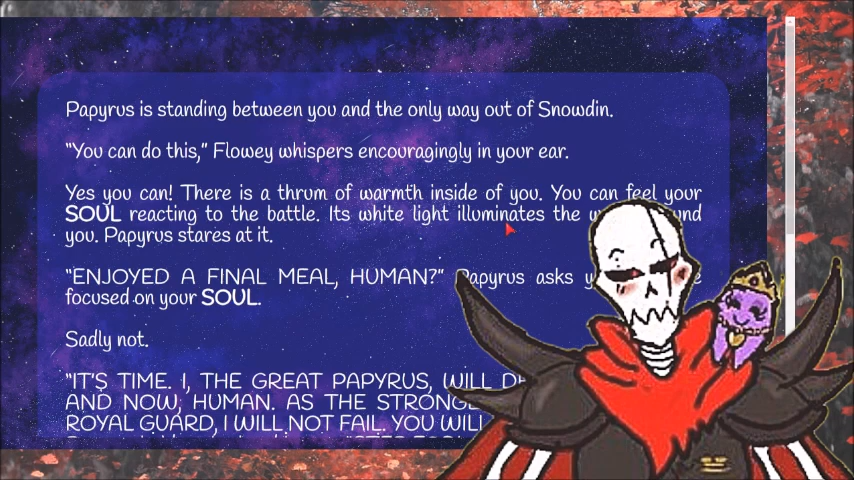 Papyrus is standing between you and the only way out of Snowdin.
“You can do this,” Flowey whispers encouragingly in your ear.
Yes you can! There is a thrum of warmth inside of you. You can feel your
SOUL reacting to the battle. Its white light illuminates the
you. Papyrus stares at it.
“ENJOYED A FINAL MEAL, HUMAN?” Papyrus asks
focused on your SOUL.
Sadly not.
“IT’S TIME. I, THE GREAT PAPYRUS, WILL
AND NOW, HUMAN. AS THE
ROYAL GUARD, I WILL NOT FAIL. YOU WILL